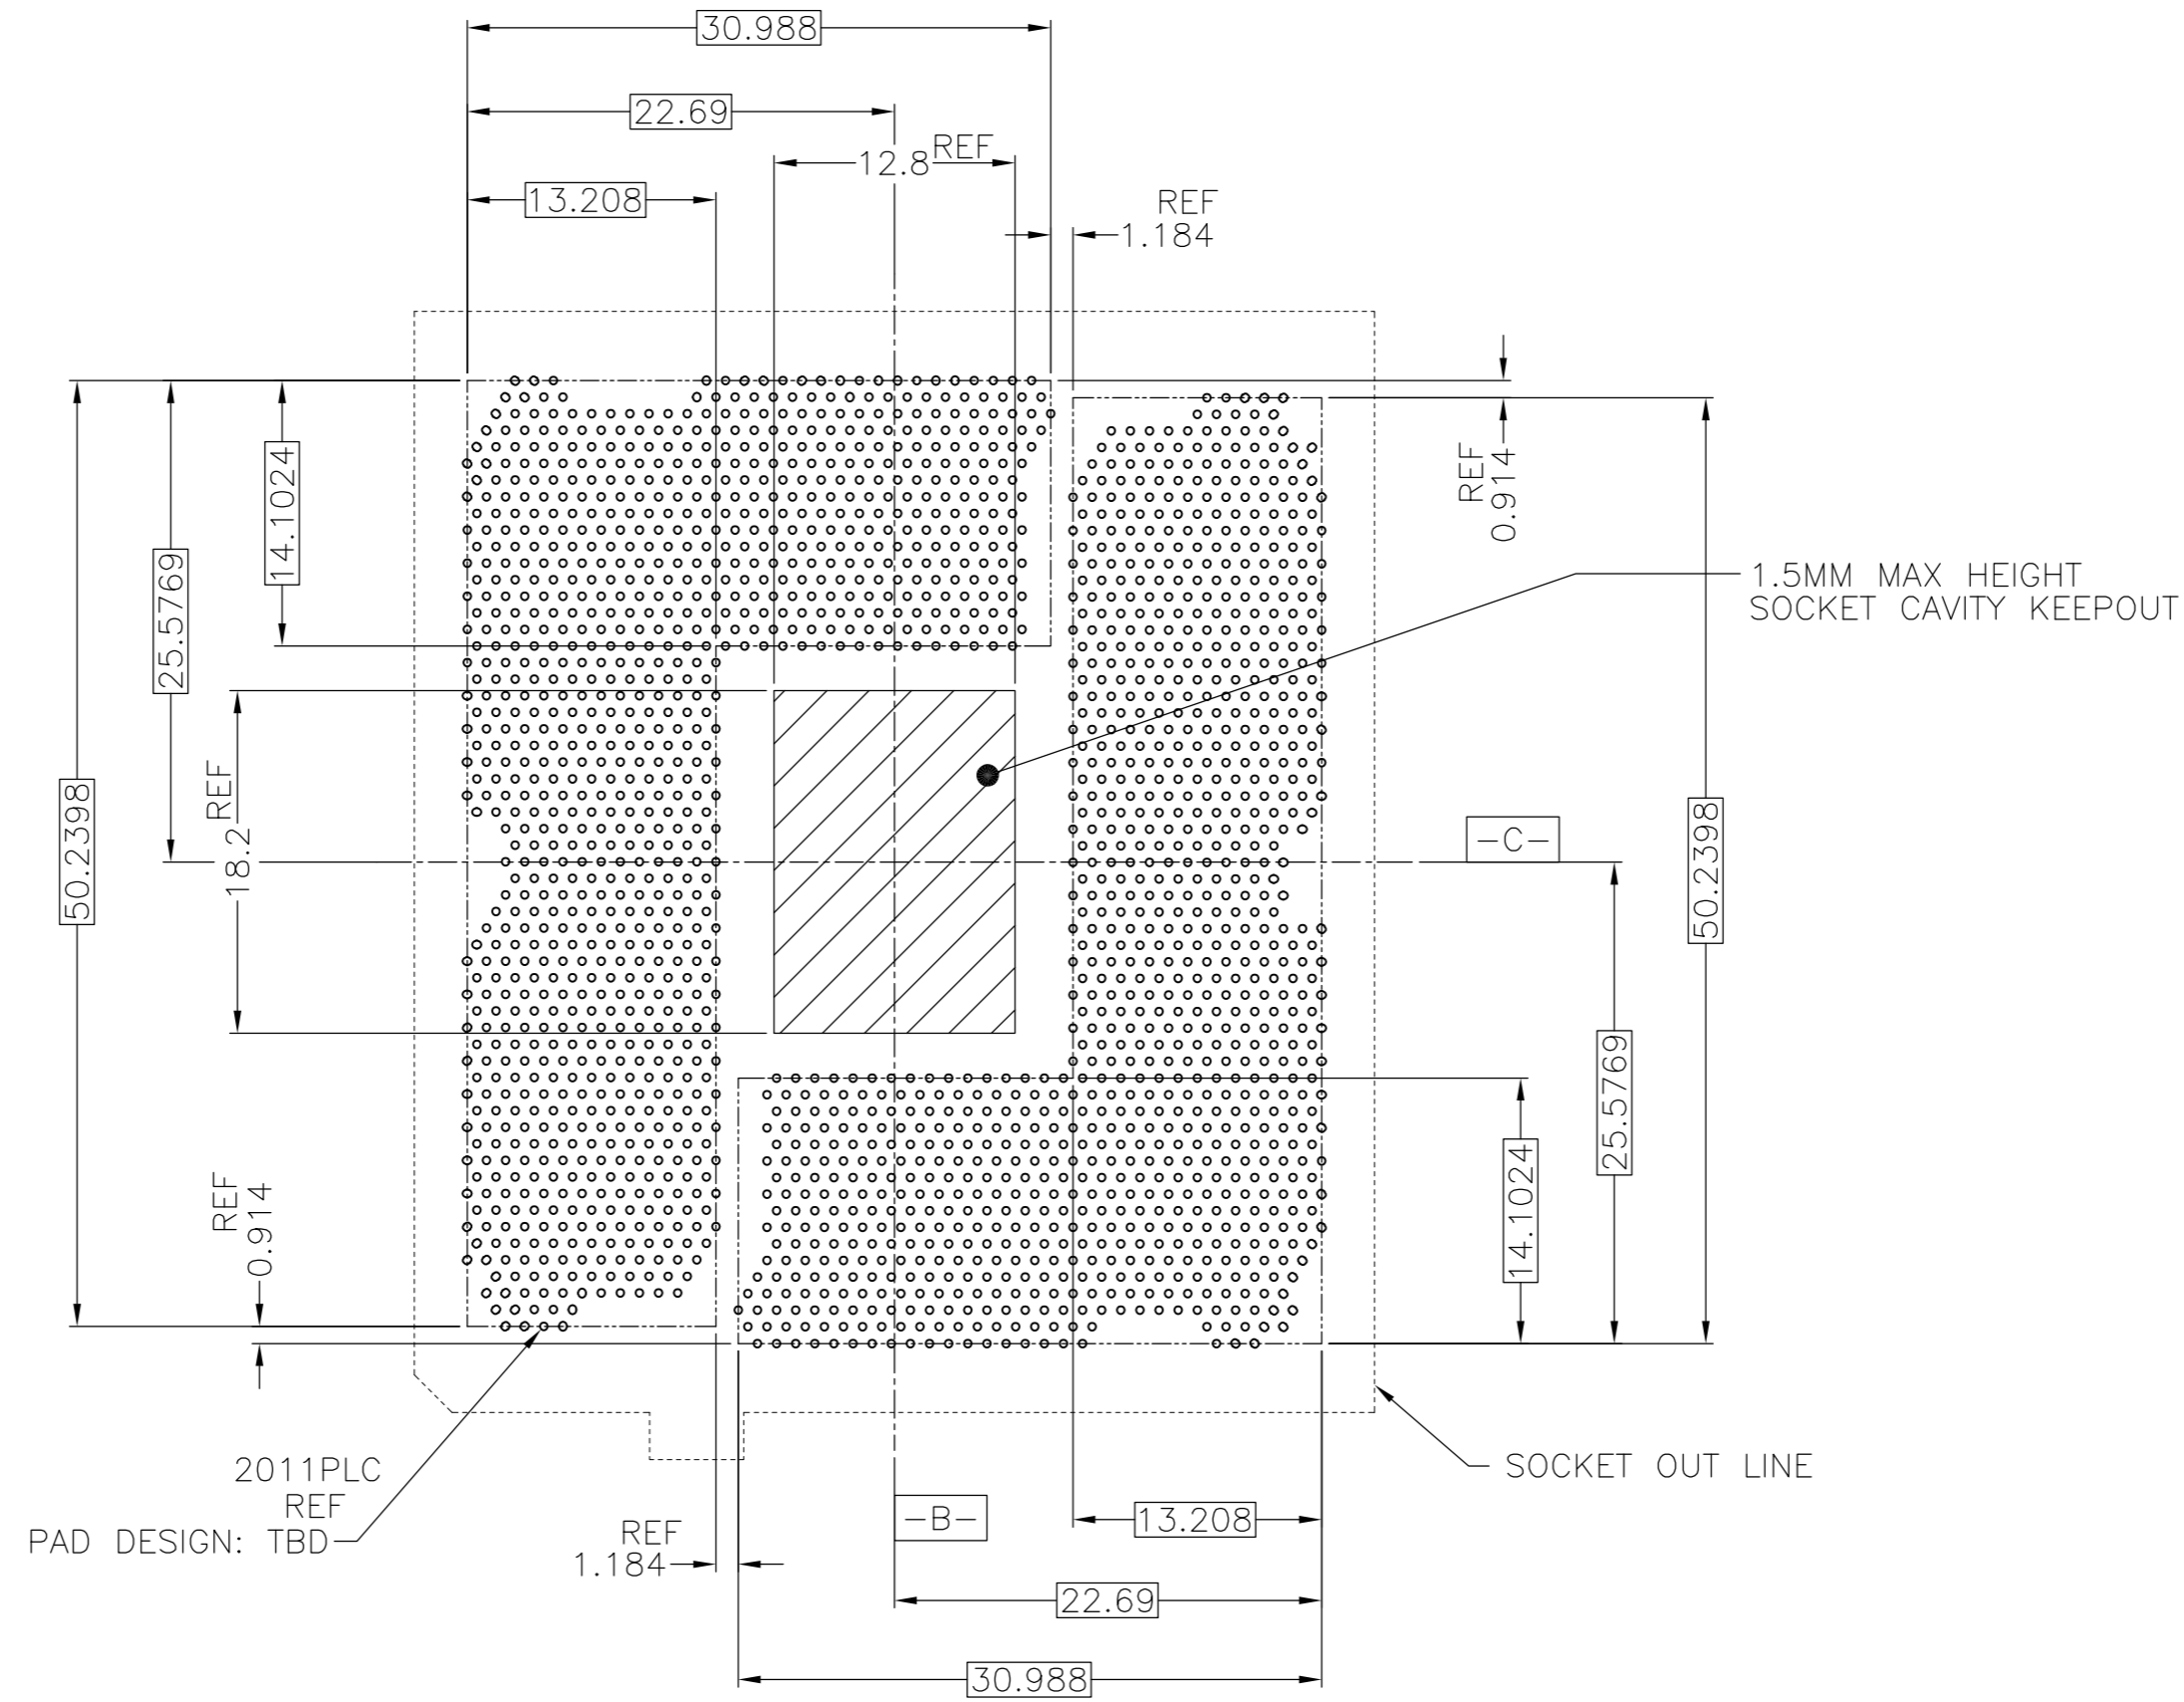 30.988
22.69
12.8 REF
13.208
REF
1.184
14.1024
25.5769
50.2398
REF
18.2
REF
0.914
1.5MM MAX HEIGHT
SOCKET CAVITY KEEPOUT
-C-
50.2398
25.5769
14.1024
REF
0.914
2011PLC
REF
PAD DESIGN: TBD
SOCKET OUT LINE
-B-
13.208
REF
1.184
22.69
30.988